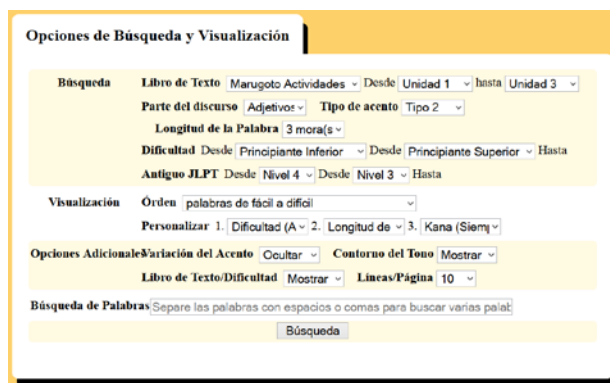 Opciones de Búsqueda y Visualización
Búsqueda Libro de Texto Marugoto Actividades Desde Unidad 1 hasta Unidad 3
Parte del discurso Adjetivos Tipo de acento Tipo 2
Longitud de la Palabra 3 mora(s
Dificultad Desde Principiante Inferior Desde Principiante Superior Hasta
Antiguo JLPT Desde Nivel 4 Desde Nivel 3 Hasta
Visualización Órden palabras de fácil a difícil
Personalizar 1. Dificultad (A 2. Longitud de 3. Kana (Siem
Opciones Adicionales Variación del Acento Ocultar Contorno del Tono Mostrar
Libro de Texto/Dificultad Mostrar Líneas/Página 10
Búsqueda de Palabras Separe las palabras con espacios o comas para buscar varias palab
Búsqueda